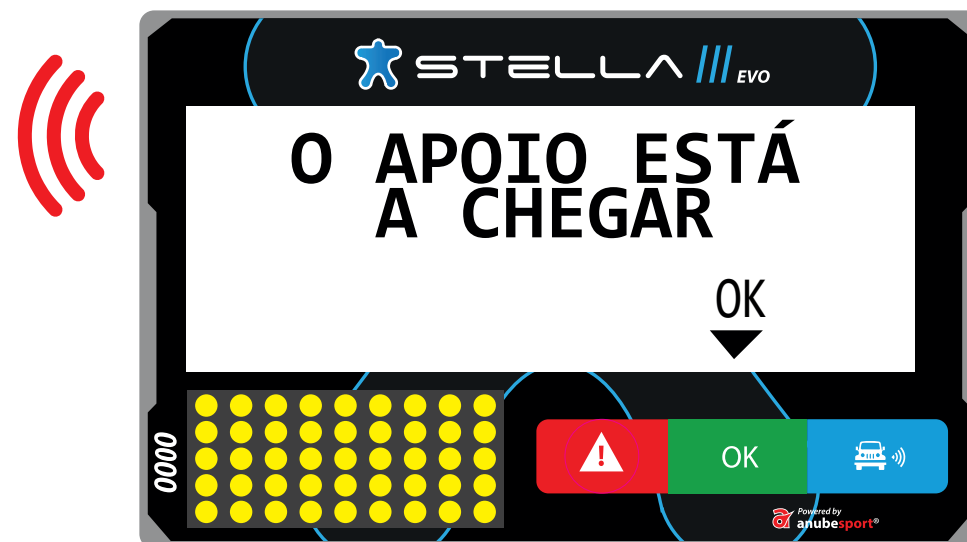 STELLA III EVO
O APOIO ESTÁ
A CHEGAR
OK
0000
! OK
Powered by
anubesport®